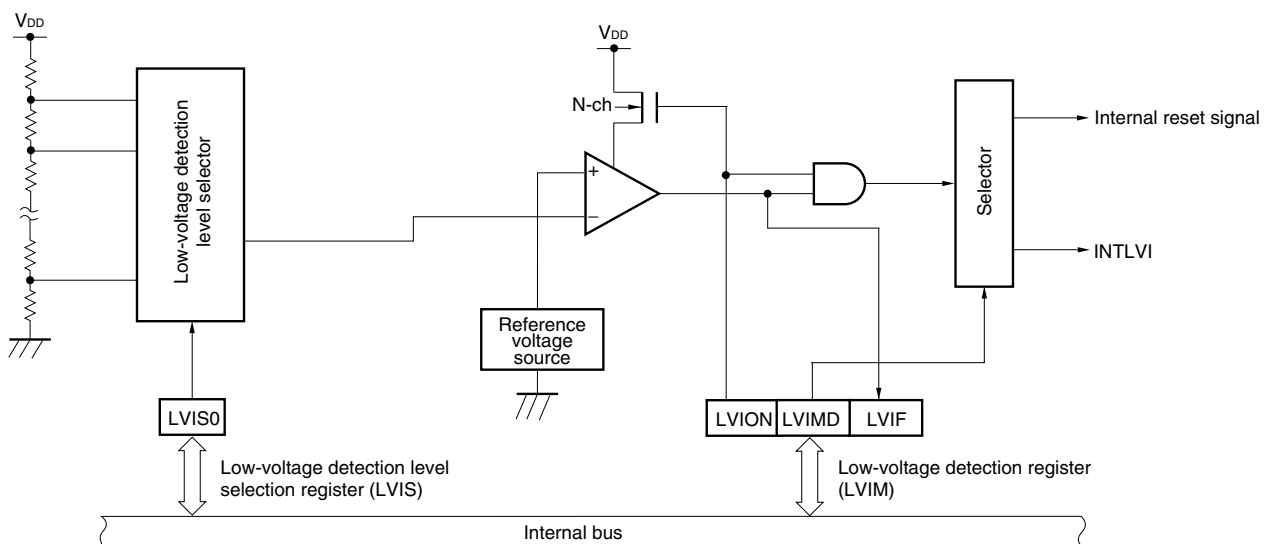 VDD
Low-voltage detection
level selector
VDD
N-ch
+
−
Reference
voltage
source
Selector
Internal reset signal
INTLVI
LVIS0
LVION
LVIMD
LVIF
Low-voltage detection level
selection register (LVIS)
Low-voltage detection register
(LVIM)
Internal bus